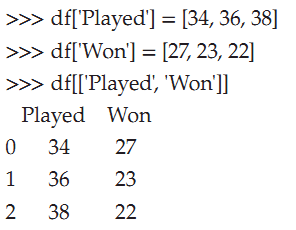 >>> df['Played'] = [34, 36, 38]
>>> df['Won'] = [27, 23, 22]
>>> df[['Played', 'Won']]
Played Won
0 34 27
1 36 23
2 38 22